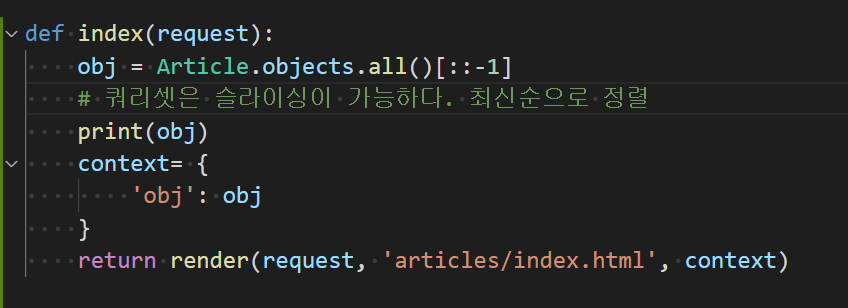 def index(request):
    obj = Article.objects.all()[::-1]
    # 쿼리셋은 슬라이싱이 가능하다. 최신순으로 정렬
    print(obj)
    context= {
        'obj': obj
    }
    return render(request, 'articles/index.html', context)